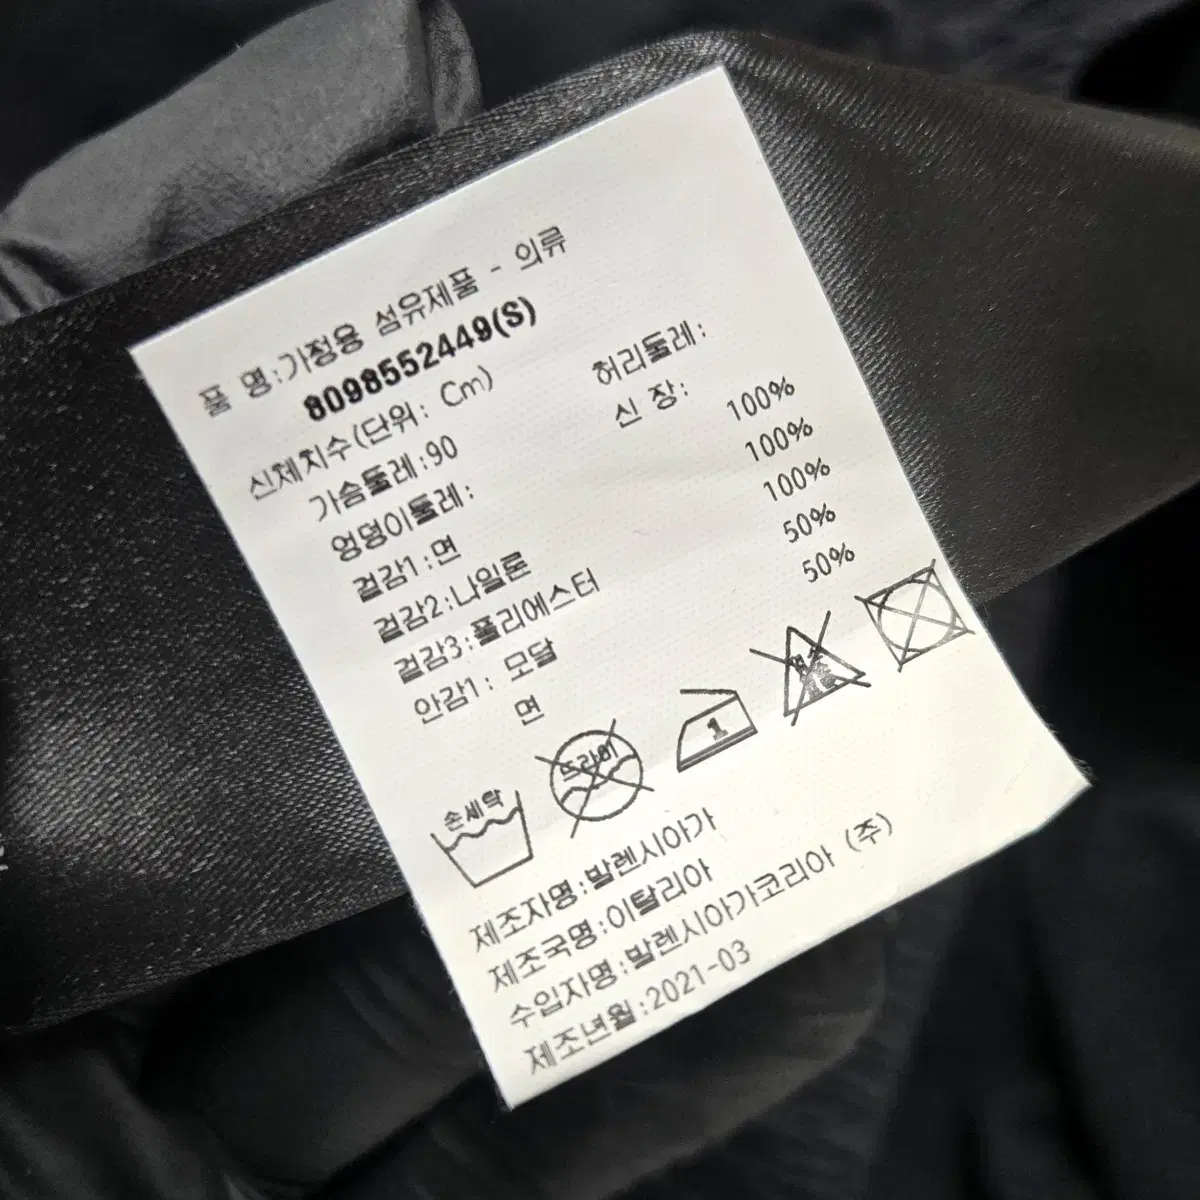 품 명:가정용 섬유제품 - 의류
8098552449(S)
신체치수(단위: Cm)
가슴둘레:90 허리둘레:
엉덩이둘레: 신 장:
겉감1:면 100%
겉감2:나일론 100%
겉감3:폴리에스터 100%
안감1: 모달 50%
면 50%
손세탁
드라이
1
제조자명:발렌시아가
제조국명:이탈리아
수입자명:발렌시아가코리아 (주)
제조년월:2021-03